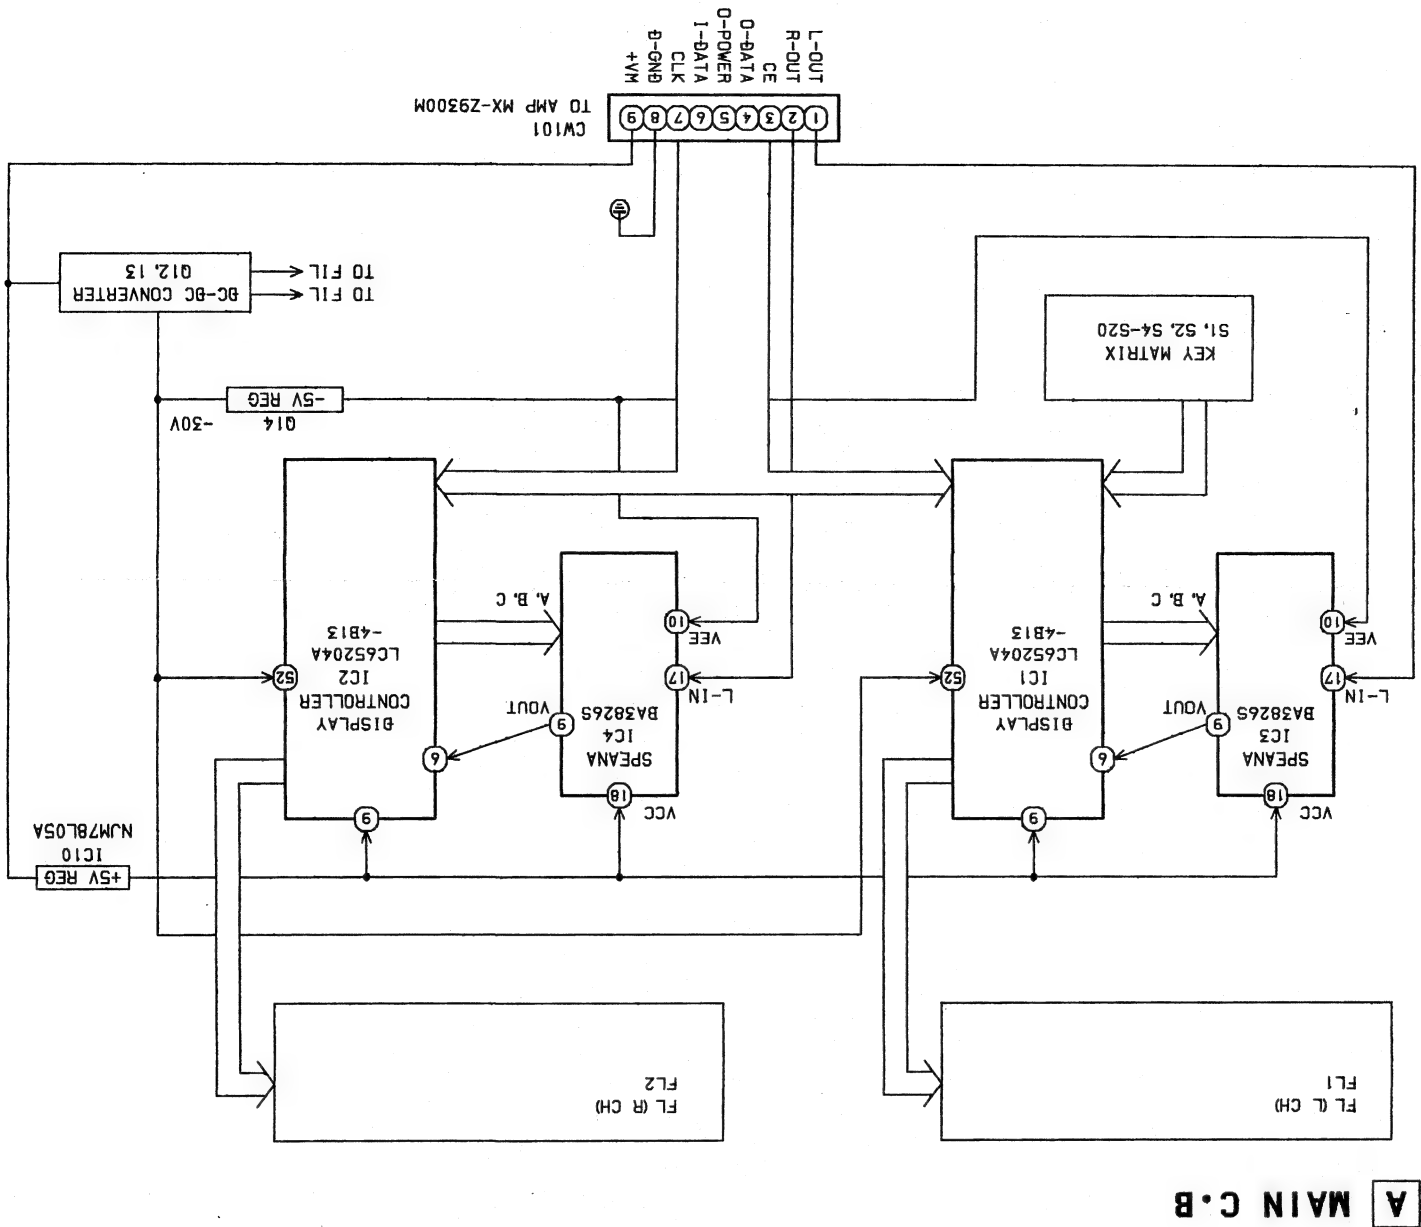 A MAIN C.B
FL (L CH)
FL1
FL (R CH)
FL2
+5V REG
IC10
NJM78L05A
VCC
18
9
VCC
18
9
SPEANA
IC3
BA3826S
9
VOUT
6
L-IN
17
VEE
10
A, B, C
DISPLAY
CONTROLLER
IC1
LC65204A
-4B13
52
SPEANA
IC4
BA3826S
9
VOUT
6
L-IN
17
VEE
10
A, B, C
DISPLAY
CONTROLLER
IC2
LC65204A
-4B13
52
KEY MATRIX
S1, S2, S4-S20
Q14
-5V REG
-30V
DC-DC CONVERTER
Q12, 13
TO FIL
TO FIL
CW101
TO AMP MX-Z9300M
1 2 3 4 5 6 7 8 9
L-OUT
R-OUT
CE
O-DATA
O-POWER
I-DATA
CLK
D-GND
+VM